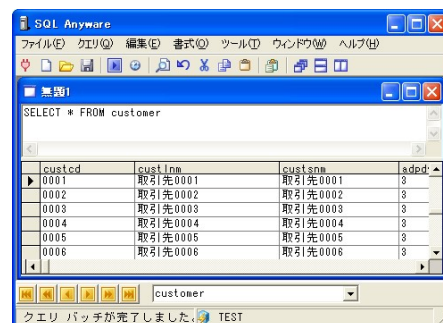 SQL Anyware
ファイル(F) クエリ(Q) 編集(E) 書式(O) ツール(T) ウィンドウ(W) ヘルプ(H)
無題1
SELECT * FROM customer
custcd custlnm custsnm adpd
0001 取引先0001 取引先0001 3
0002 取引先0002 取引先0002 3
0003 取引先0003 取引先0003 3
0004 取引先0004 取引先0004 3
0005 取引先0005 取引先0005 3
0006 取引先0006 取引先0006 3
customer
クエリ バッチが完了しました。 TEST